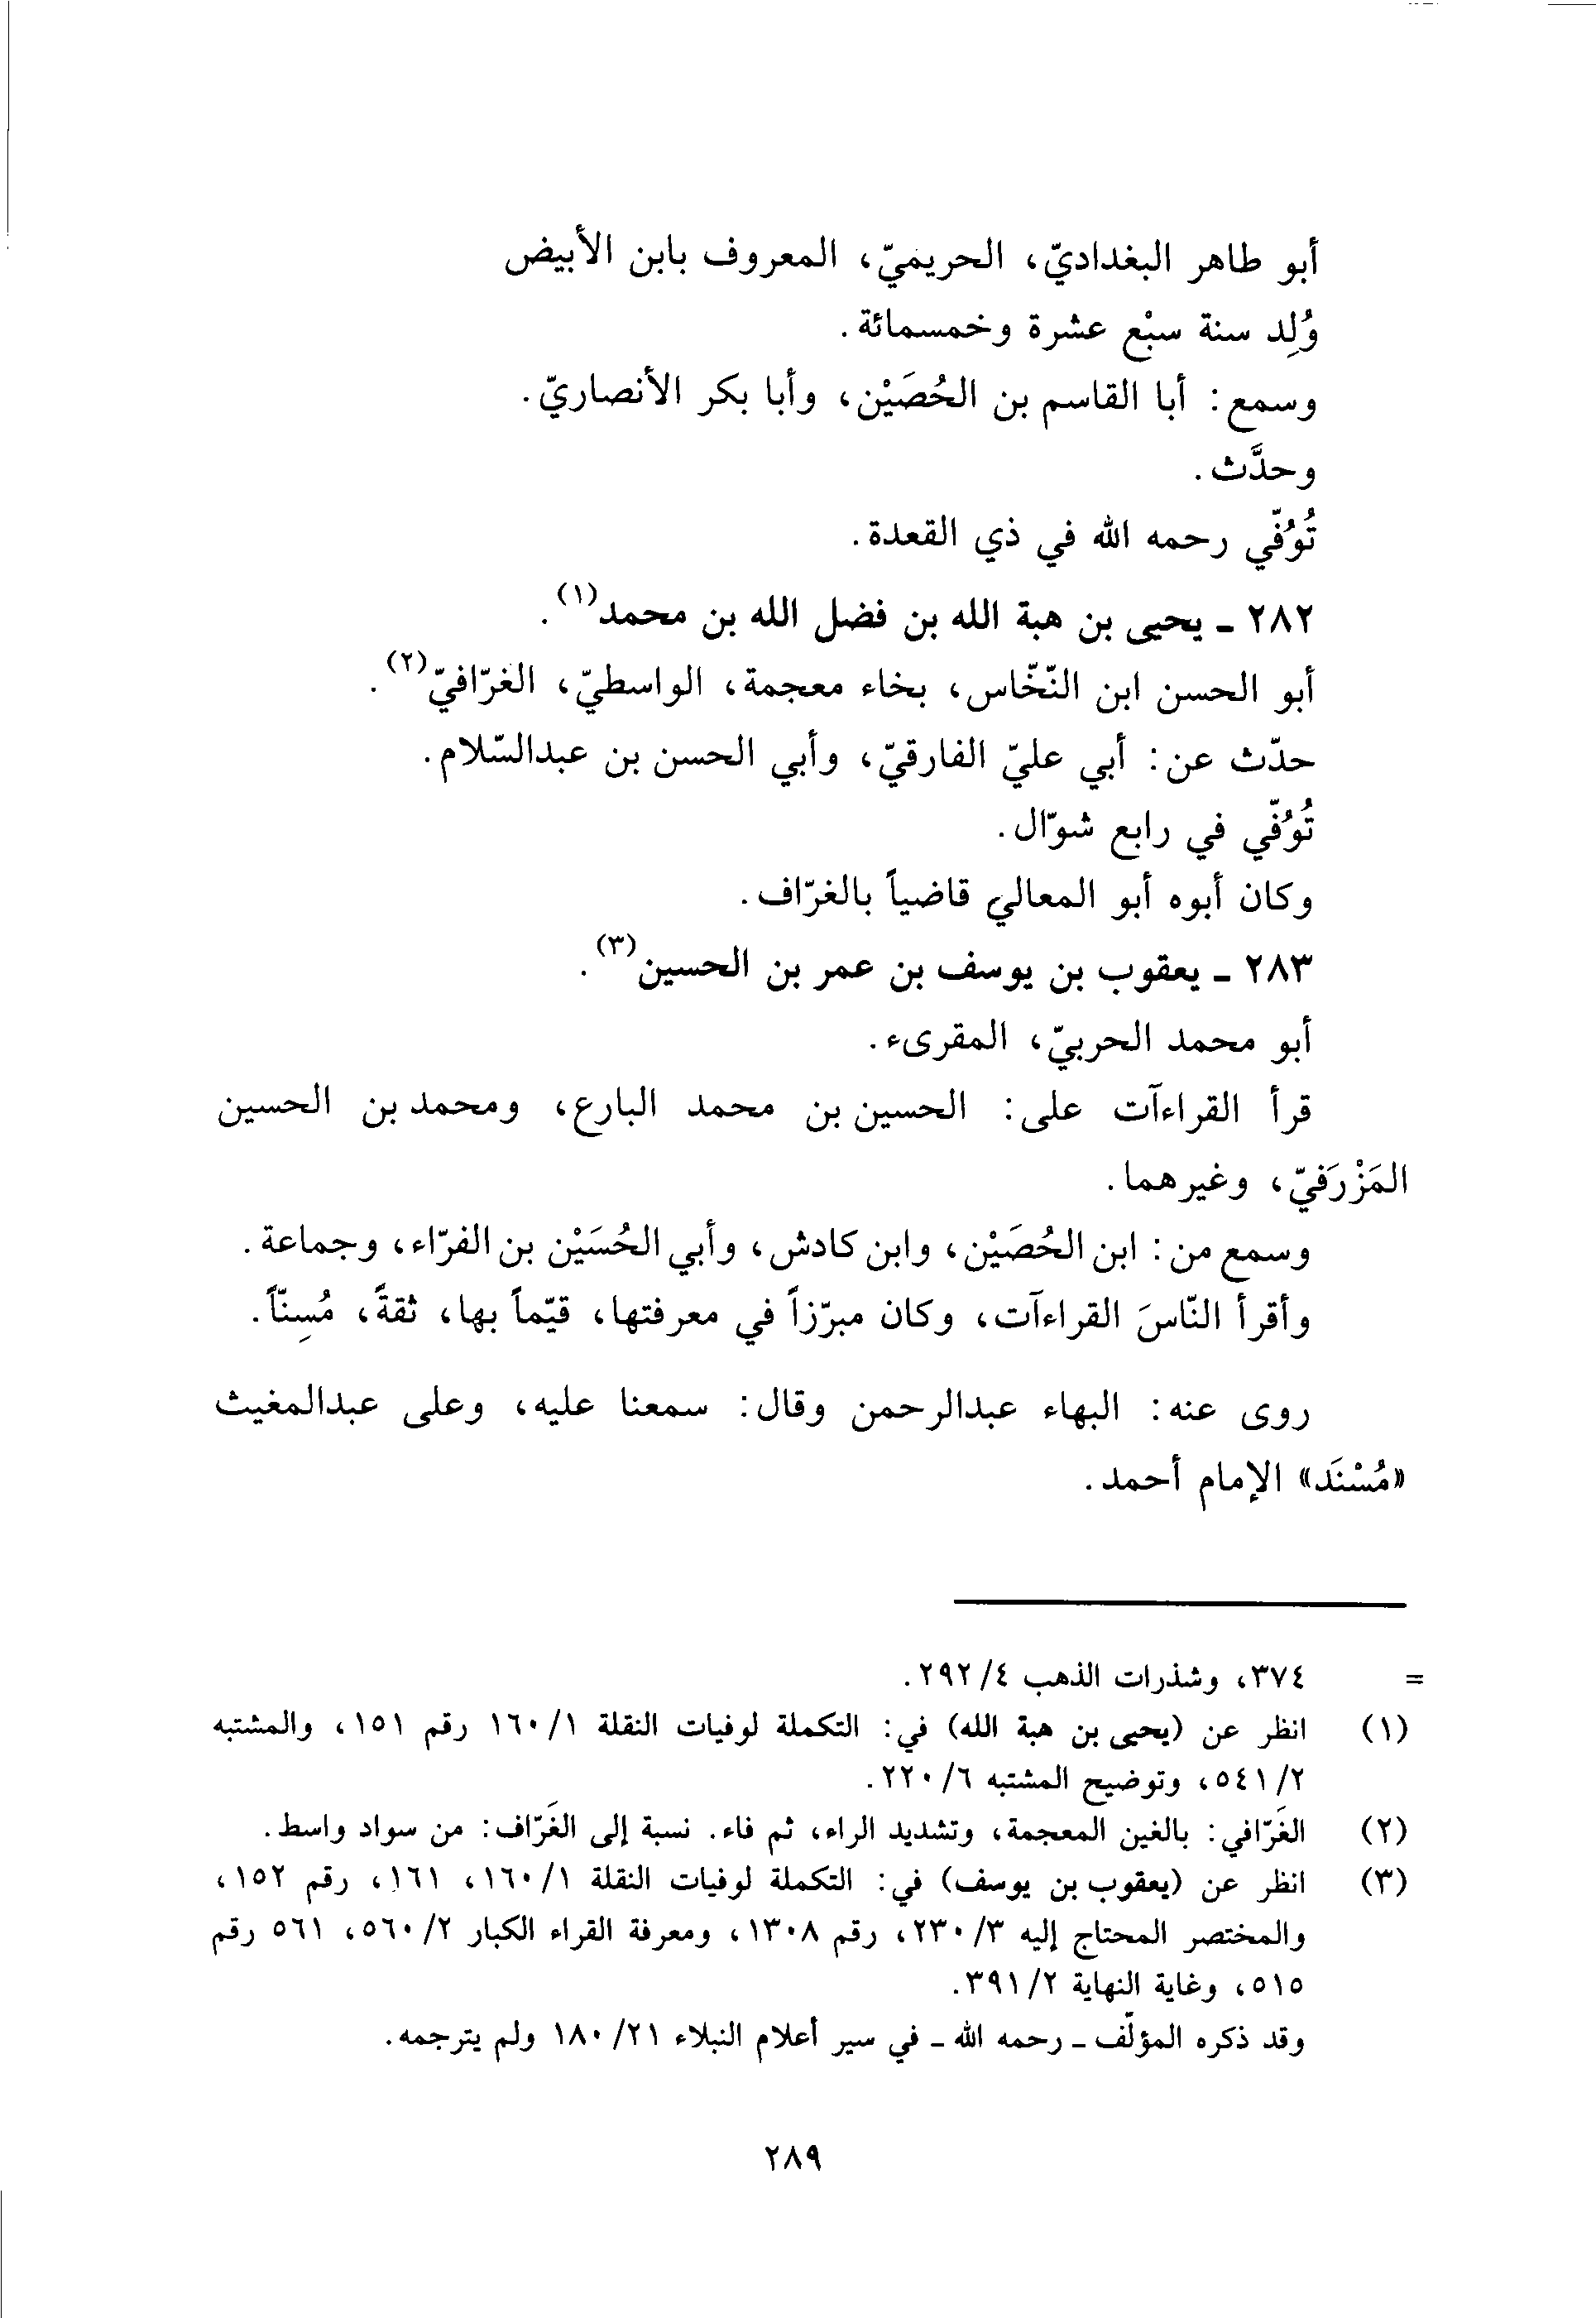 أبو طاهر البغداديّ، الحريميّ، المعروف بابن الأبيض
وُلِد سنة سبْع عشرة وخمسمائة.
وسمع: أبا القاسم بن الحُصَيْن، وأبا بكر الأنصاريّ.
وحدَّث.
تُوُفّي رحمه الله في ذي القعدة.
٢٨٢ ـ يحيى بن هبة الله بن فضل الله بن محمد(١).
أبو الحسن ابن النّخّاس، بخاء معجمة، الواسطيّ، الغرّافيّ(٢).
حدّث عن: أبي عليّ الفارقيّ، وأبي الحسن بن عبدالسّلام.
تُوُفّي في رابع شوّال.
وكان أبوه أبو المعالي قاضياً بالغرّاف.
٢٨٣ ـ يعقوب بن يوسف بن عمر بن الحسين(٣).
أبو محمد الحربيّ، المقرىء.
قرأ القراءآت على: الحسين بن محمد البارع، ومحمد بن الحسين
المَزْرَفيّ، وغيرهما.
وسمع من: ابن الحُصَيْن، وابن كادش، وأبي الحُسَيْن بن الفرّاء، وجماعة.
وأقرأ النّاسَ القراءآت، وكان مبرّزاً في معرفتها، قيّماً بها، ثقةً، مُسِنّاً.
روى عنه: البهاء عبدالرحمن وقال: سمعنا عليه، وعلى عبدالمغيث
«مُسْنَد» الإمام أحمد.
= ٣٧٤، وشذرات الذهب ٢٩٢/٤.
(١) انظر عن (يحيى بن هبة الله) في: التكملة لوفيات النقلة ١٦٠/١ رقم ١٥١، والمشتبه
٥٤١/٢، وتوضيح المشتبه ٢٢٠/٦.
(٢) الغَرّافي: بالغين المعجمة، وتشديد الراء، ثم فاء. نسبة إلى الغَرّاف: من سواد واسط.
(٣) انظر عن (يعقوب بن يوسف) في: التكملة لوفيات النقلة ١٦٠/١، ١٦١، رقم ١٥٢،
والمختصر المحتاج إليه ٢٣٠/٣، رقم ١٣٠٨، ومعرفة القراء الكبار ٥٦٠/٢، ٥٦١ رقم
٥١٥، وغاية النهاية ٣٩١/٢.
وقد ذكره المؤلّف ـ رحمه الله ـ في سير أعلام النبلاء ١٨٠/٢١ ولم يترجمه.
٢٨٩